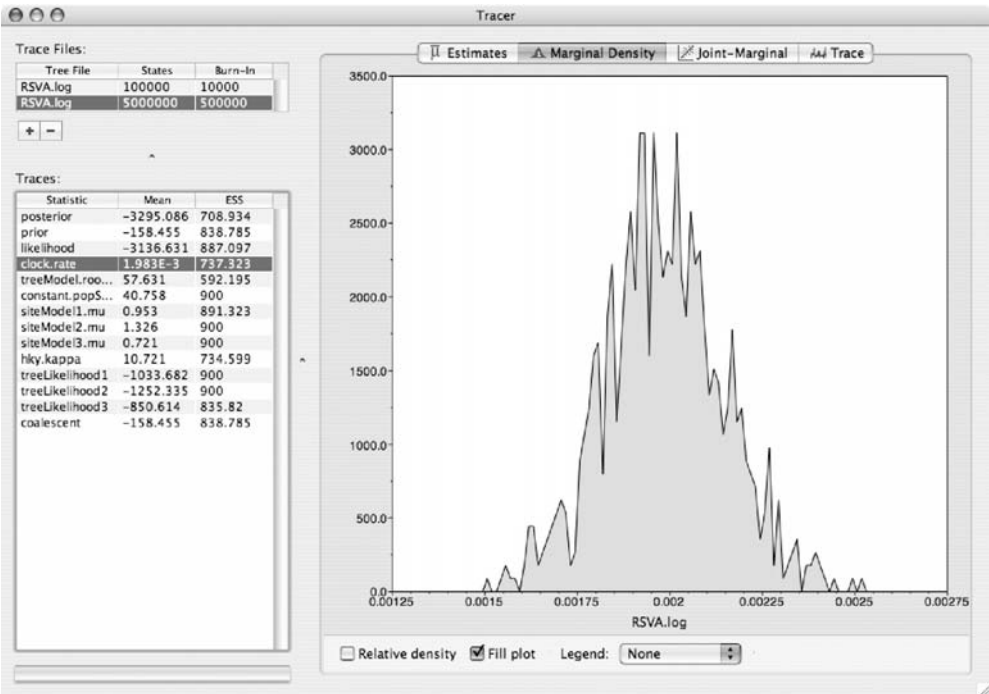 Tracer
Trace Files:
Tree File States Burn-In
RSVA.log 100000 10000
RSVA.log 5000000 500000
+ -
Traces:
Statistic Mean ESS
posterior -3295.086 708.934
prior -158.455 838.785
likelihood -3136.631 887.097
clock.rate 1.983E-3 737.323
treeModel.roo... 57.631 592.195
constant.popS... 40.758 900
siteModel1.mu 0.953 891.323
siteModel2.mu 1.326 900
siteModel3.mu 0.721 900
hky.kappa 10.721 734.599
treeLikelihood1 -1033.682 900
treeLikelihood2 -1252.335 900
treeLikelihood3 -850.614 835.82
coalescent -158.455 838.785
Estimates Marginal Density Joint-Marginal Trace
3500.0
3000.0
2500.0
2000.0
1500.0
1000.0
500.0
0.0
0.00125 0.0015 0.00175 0.002 0.00225 0.0025 0.00275
RSVA.log
Relative density Fill plot Legend: None